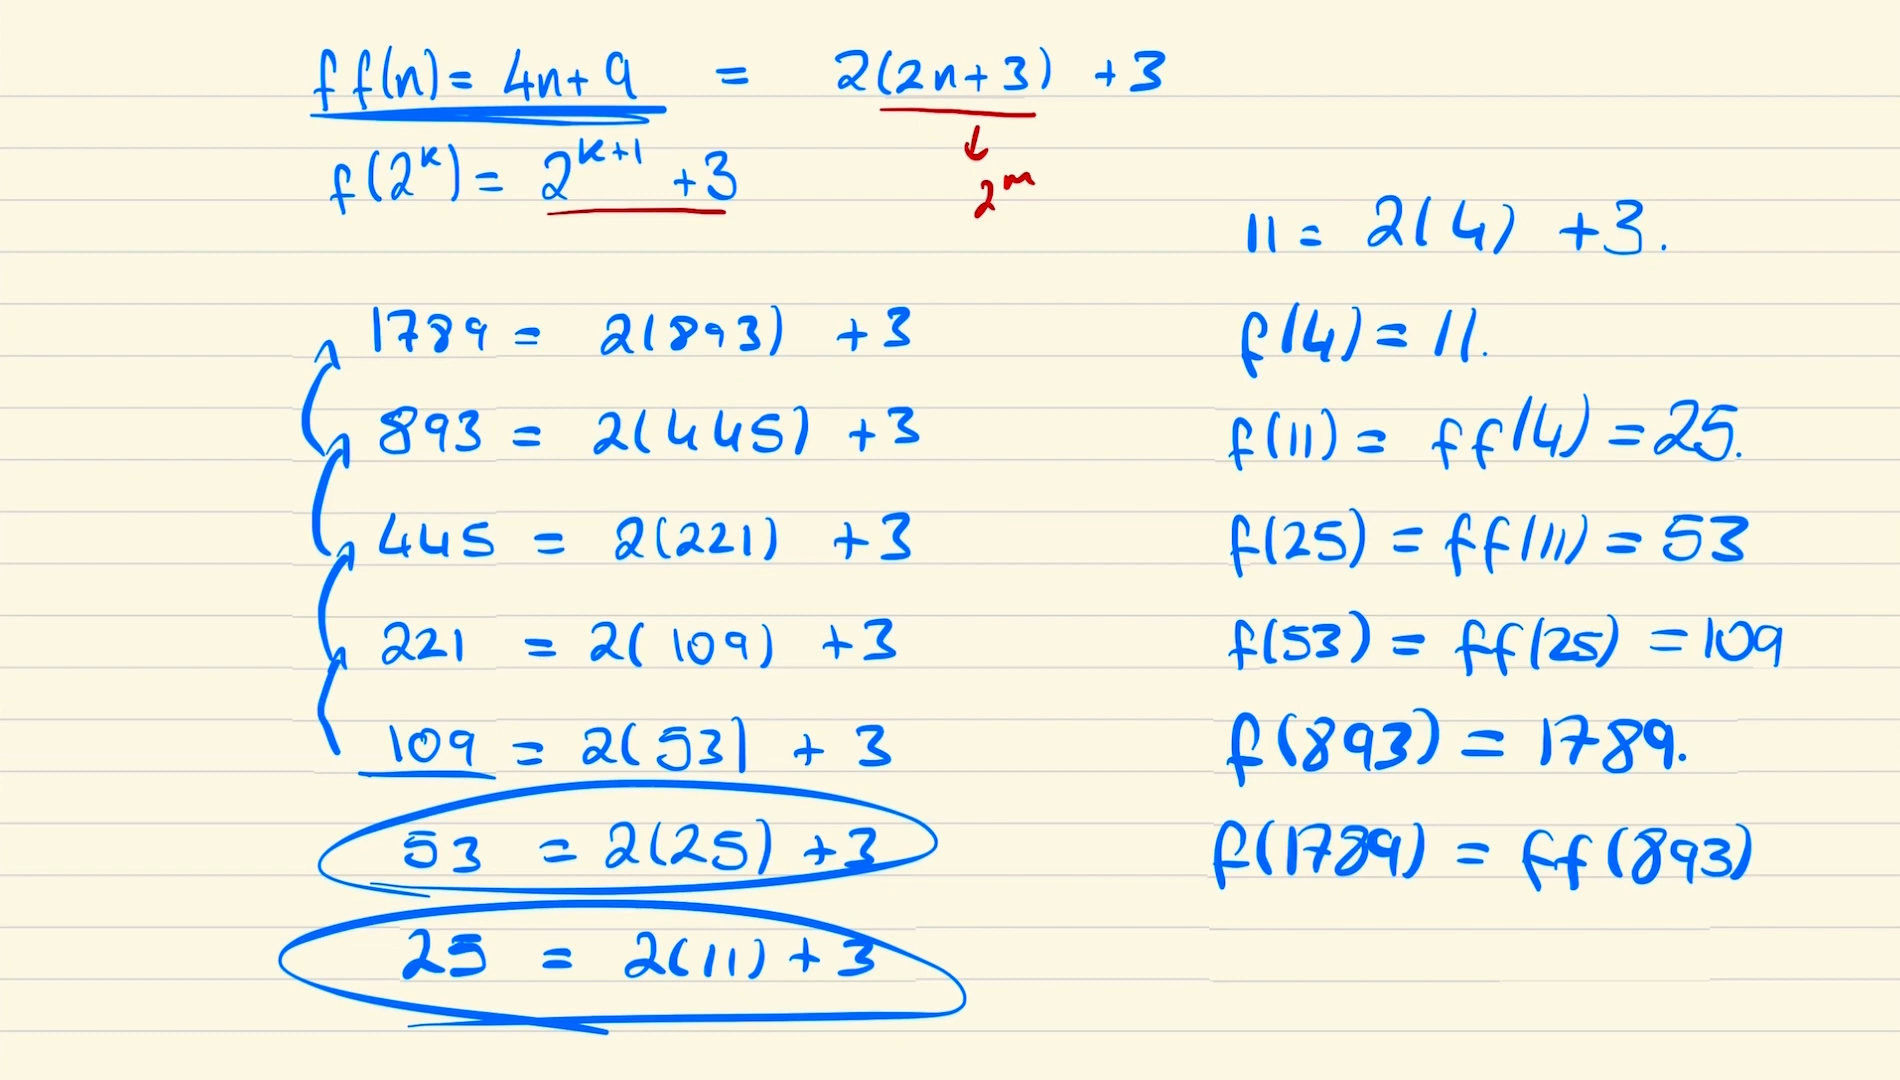 ff(n) = 4n+9 = 2(2n+3) +3
↓
f(2^k) = 2^{k+1} +3
2^m
1789 = 2(893) +3
893 = 2(445) +3
445 = 2(221) +3
221 = 2(109) +3
109 = 2(53) + 3
53 = 2(25) +3
25 = 2(11) +3
11 = 2(4) +3.
f(4) = 11.
f(11) = ff(4) = 25.
f(25) = ff(11) = 53
f(53) = ff(25) = 109
f(893) = 1789.
f(1789) = ff(893)